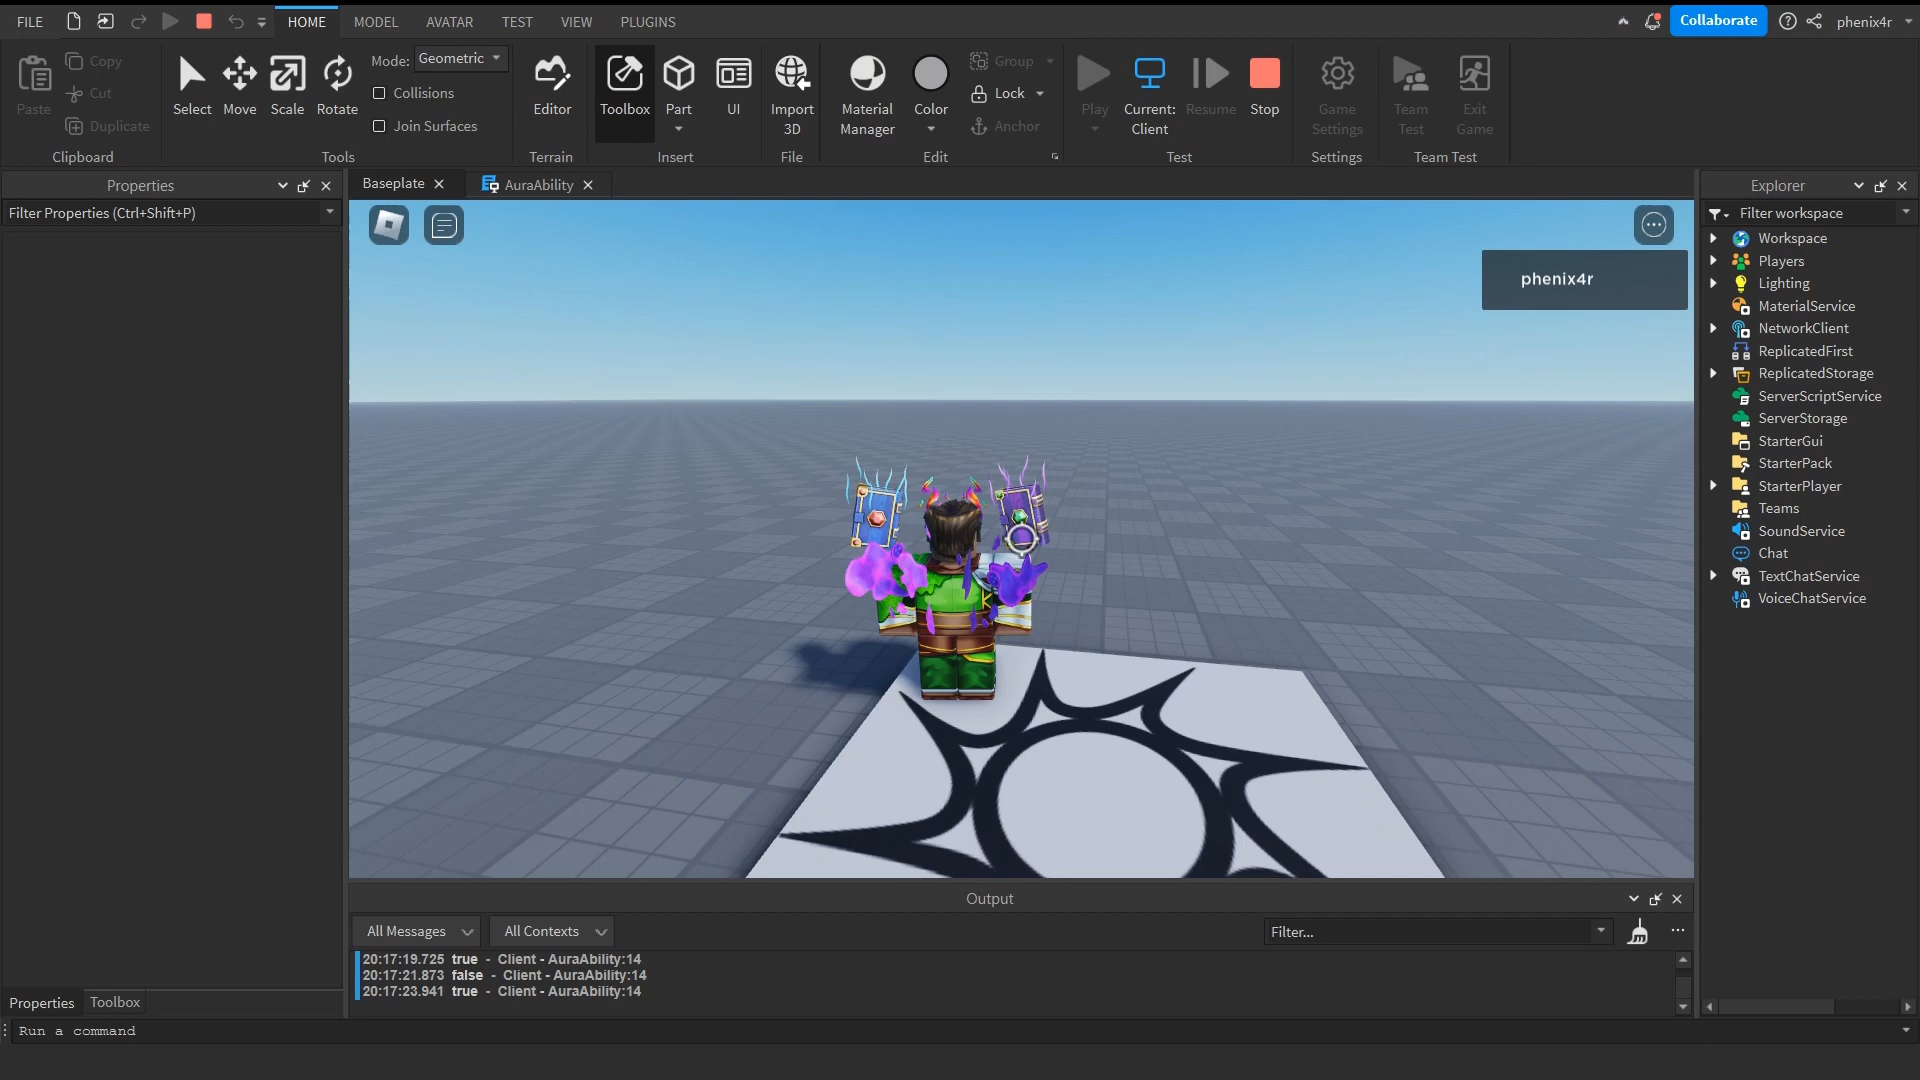 FILE HOME MODEL AVATAR TEST VIEW PLUGINS Collaborate phenix4r
Paste Copy Cut Duplicate
Clipboard
Select Move Scale Rotate
Mode: Geometric
Collisions
Join Surfaces
Tools
Editor
Terrain
Toolbox Part UI
Insert
Import
3D
File
Material
Manager
Color
Group
Lock
Anchor
Edit
Play
Current:
Client
Resume
Stop
Test
Game
Settings
Settings
Team
Test
Exit
Game
Team Test
Properties
Filter Properties (Ctrl+Shift+P)
Baseplate AuraAbility
phenix4r
Explorer
Filter workspace
Workspace
Players
Lighting
MaterialService
NetworkClient
ReplicatedFirst
ReplicatedStorage
ServerScriptService
ServerStorage
StarterGui
StarterPack
StarterPlayer
Teams
SoundService
Chat
TextChatService
VoiceChatService
Output
All Messages All Contexts Filter...
20:17:19.725 true - Client - AuraAbility:14
20:17:21.873 false - Client - AuraAbility:14
20:17:23.941 true - Client - AuraAbility:14
Properties Toolbox
Run a command